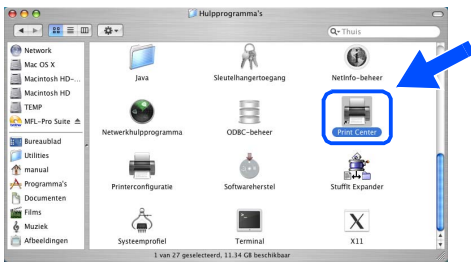 Hulpprogramma's
Q- Thuis
Network
Mac OS X
Macintosh HD-...
Macintosh HD
TEMP
MFL-Pro Suite
Bureaublad
Utilities
manual
Programma's
Documenten
Films
Muziek
Afbeeldingen
Java
Sleutelhangertoegang
NetInfo-beheer
Netwerkhulpprogramma
ODBC-beheer
Print Center
Printerconfiguratie
Softwareherstel
StuffIt Expander
Systeemprofiel
Terminal
X11
1 van 27 geselecteerd, 11.34 GB beschikbaar